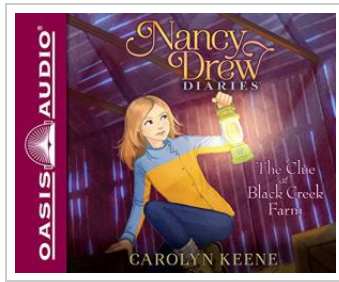 OASIS AUDIO
Nancy
Drew
DIARIES
The Clue
at
Black Creek
Farm
CAROLYN KEENE